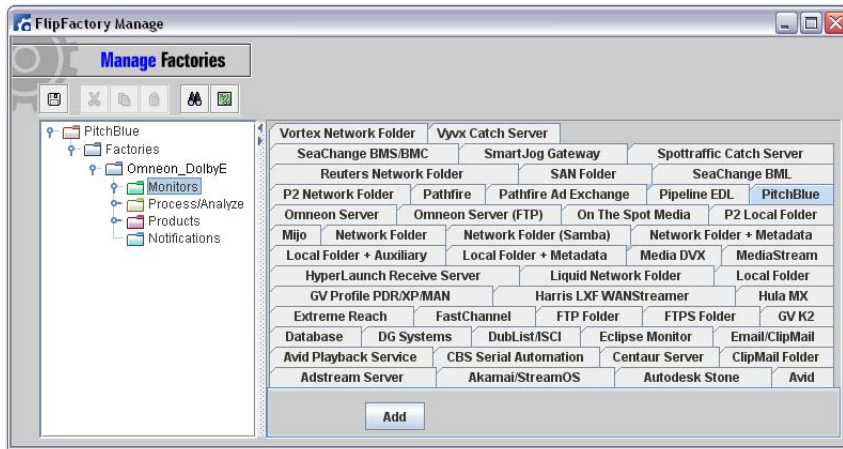 FlipFactory Manage
Manage Factories
PitchBlue
Factories
Omneon_DolbyE
Monitors
Process/Analyze
Products
Notifications
Vortex Network Folder Vyvx Catch Server
SeaChange BMS/BMC SmartJog Gateway Spottraffic Catch Server
Reuters Network Folder SAN Folder SeaChange BML
P2 Network Folder Pathfire Pathfire Ad Exchange Pipeline EDL PitchBlue
Omneon Server Omneon Server (FTP) On The Spot Media P2 Local Folder
Mijo Network Folder Network Folder (Samba) Network Folder + Metadata
Local Folder + Auxiliary Local Folder + Metadata Media DVX MediaStream
HyperLaunch Receive Server Liquid Network Folder Local Folder
GV Profile PDR/XP/MAN Harris LXF WANStreamer Hula MX
Extreme Reach FastChannel FTP Folder FTPS Folder GV K2
Database DG Systems DubList/ISCI Eclipse Monitor Email/ClipMail
Avid Playback Service CBS Serial Automation Centaur Server ClipMail Folder
Adstream Server Akamai/StreamOS Autodesk Stone Avid
Add